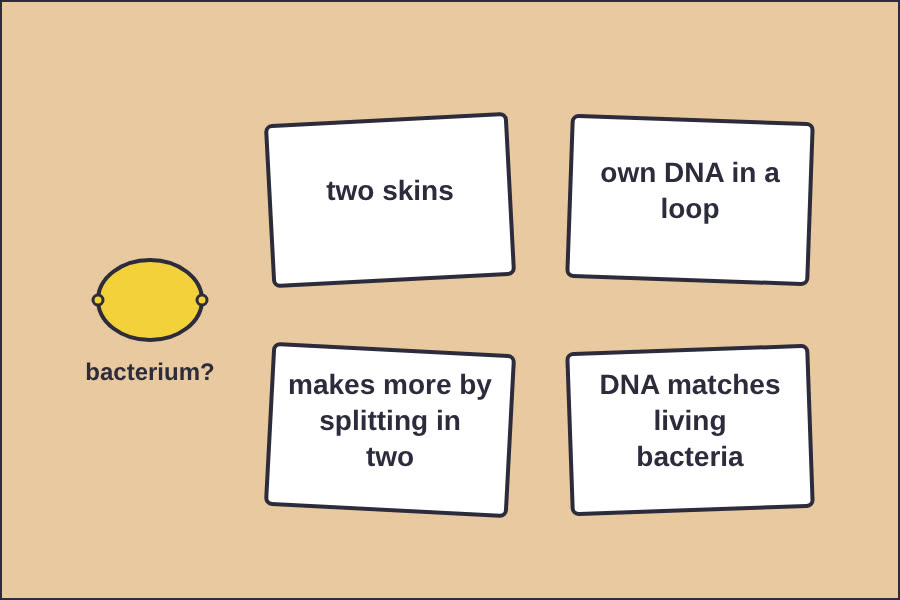 two skins
own DNA in a
loop
bacterium?
makes more by
splitting in
two
DNA matches
living
bacteria